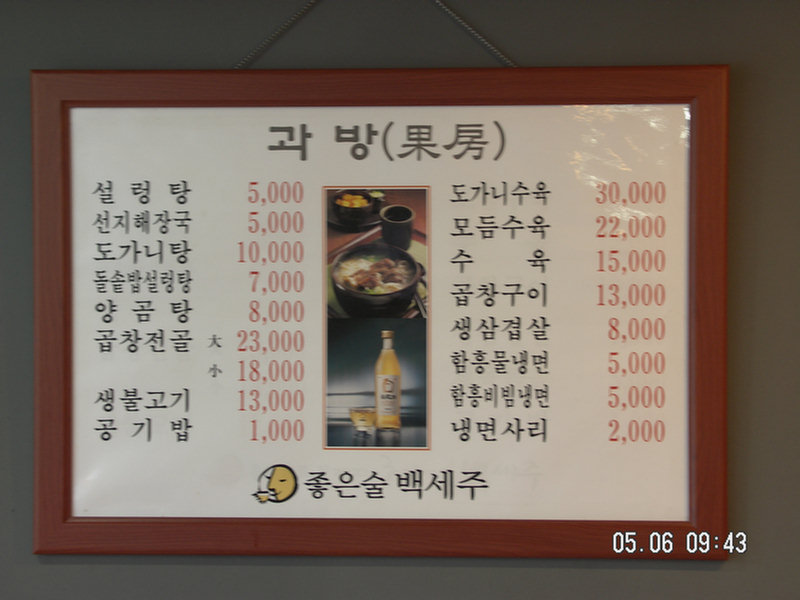 과 방(果房)
설렁탕 5,000
선지해장국 5,000
도가니탕 10,000
돌솥밥설렁탕 7,000
양곰탕 8,000
곱창전골 大 23,000
小 18,000
생불고기 13,000
공기밥 1,000
도가니수육 30,000
모듬수육 22,000
수육 15,000
곱창구이 13,000
생삼겹살 8,000
함흥물냉면 5,000
함흥비빔냉면 5,000
냉면사리 2,000
좋은술 백세주
05.06 09:43